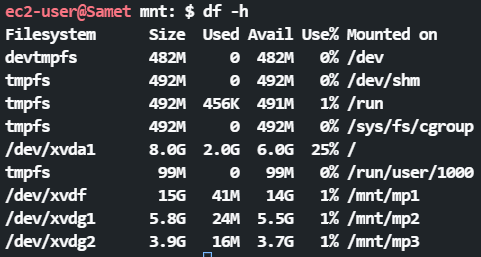 ec2-user@Samet mnt: $ df -h
Filesystem      Size  Used Avail Use% Mounted on
devtmpfs        482M     0  482M   0% /dev
tmpfs           492M     0  492M   0% /dev/shm
tmpfs           492M  456K  491M   1% /run
tmpfs           492M     0  492M   0% /sys/fs/cgroup
/dev/xvda1      8.0G  2.0G  6.0G  25% /
tmpfs            99M     0   99M   0% /run/user/1000
/dev/xvdf        15G   41M   14G   1% /mnt/mp1
/dev/xvdg1      5.8G   24M  5.5G   1% /mnt/mp2
/dev/xvdg2      3.9G   16M  3.7G   1% /mnt/mp3